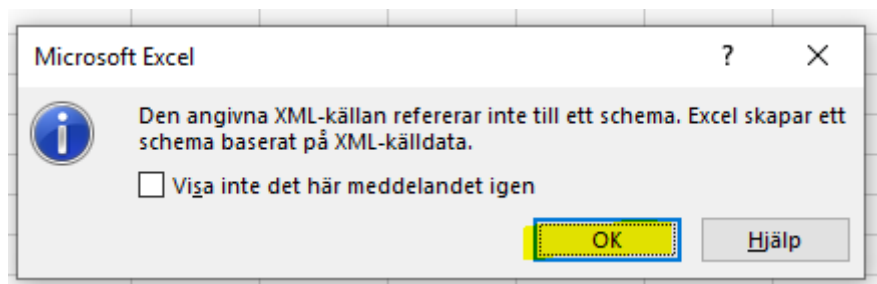 Microsoft Excel
?
Den angivna XML-källan refererar inte till ett schema. Excel skapar ett
schema baserat på XML-källdata.
Visa inte det här meddelandet igen
OK
Hjälp